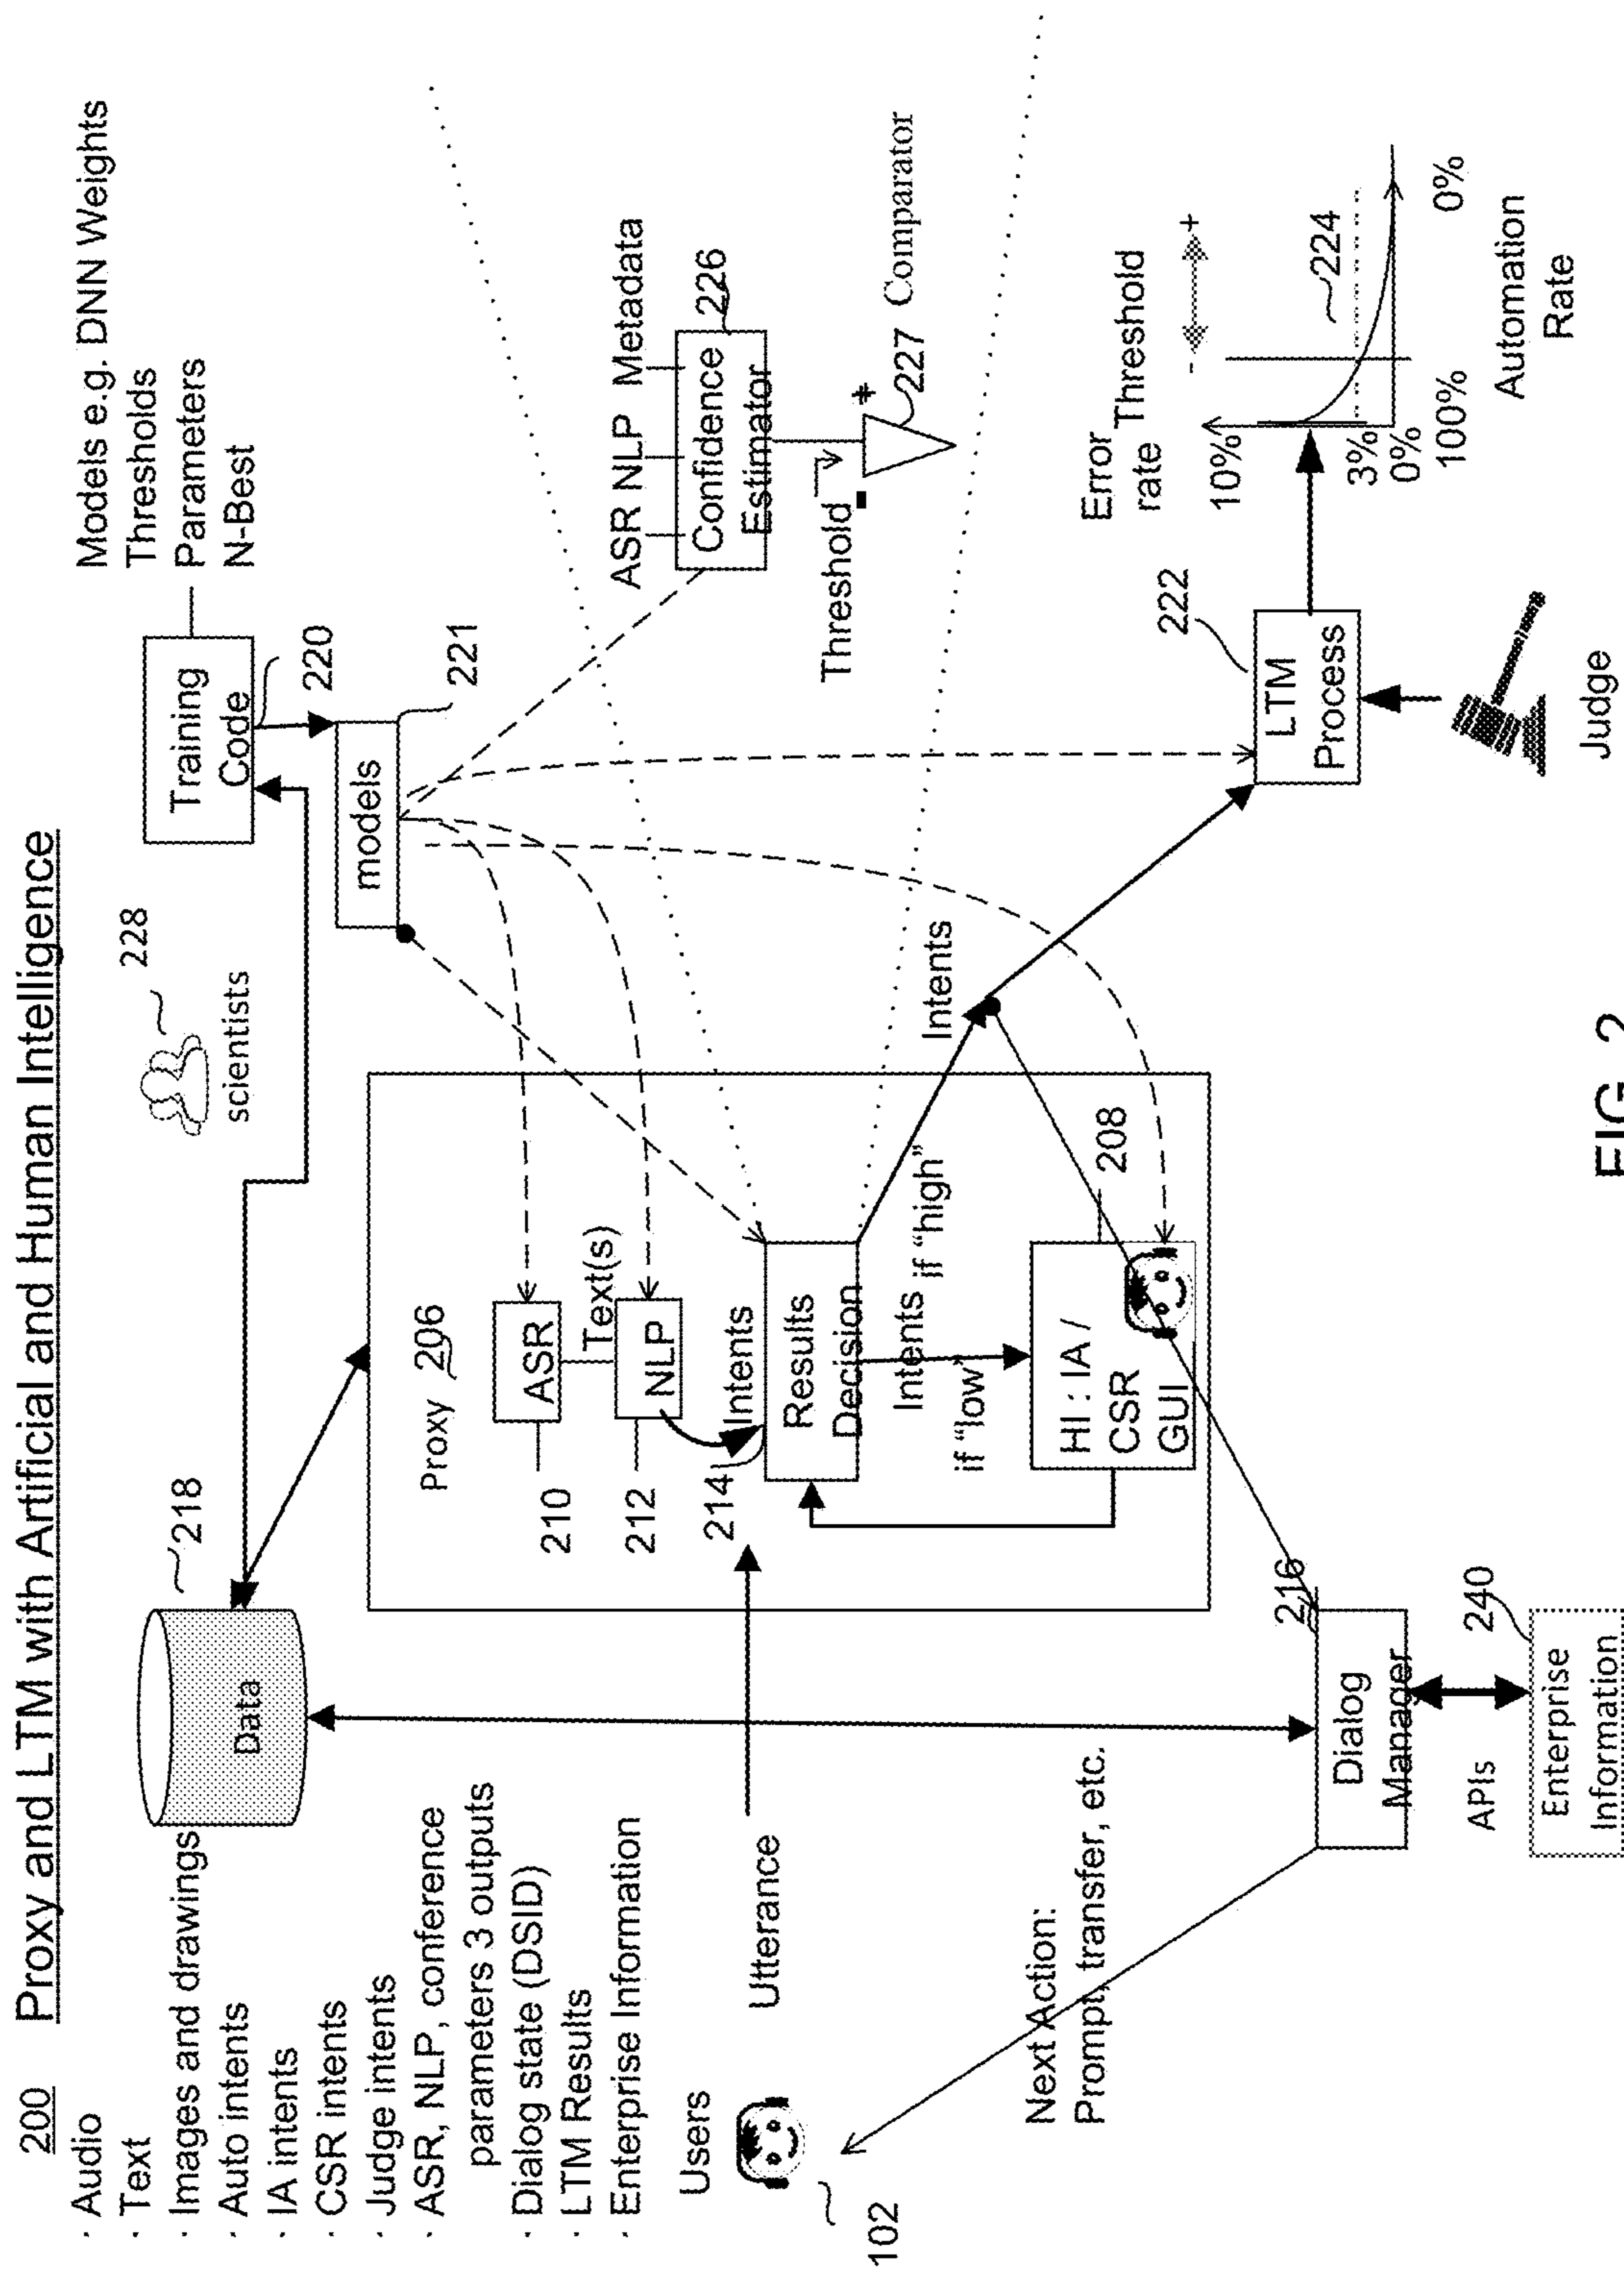 200 Proxy and LTM with Artificial and Human Intelligence
· Audio
· Text
· Images and drawings
· Auto intents
· IA intents
· CSR intents
· Judge intents
· ASR, NLP, conference
parameters 3 outputs
· Dialog state (DSID)
· LTM Results
· Enterprise Information
Data
218
228
scientists
Training
Code
220
Models e.g. DNN Weights
Thresholds
Parameters
N-Best
models
221
Users
102
Utterance
Next Action:
Prompt, transfer, etc.
Proxy 206
ASR
210
Text(s)
NLP
212
Intents
214
Results
Decision
Intents if "high"
Intents
if "low"
HI : IA /
CSR
GUI
208
Intents
ASR NLP Metadata
Confidence
Estimator
226
Threshold
-
+
227 Comparator
LTM
Process
222
Judge
Error
rate
Threshold
- +
10%
3%
0%
224
100%
0%
Automation
Rate
216
Dialog
Manager
APIs
240
Enterprise
Information
FIG. 2